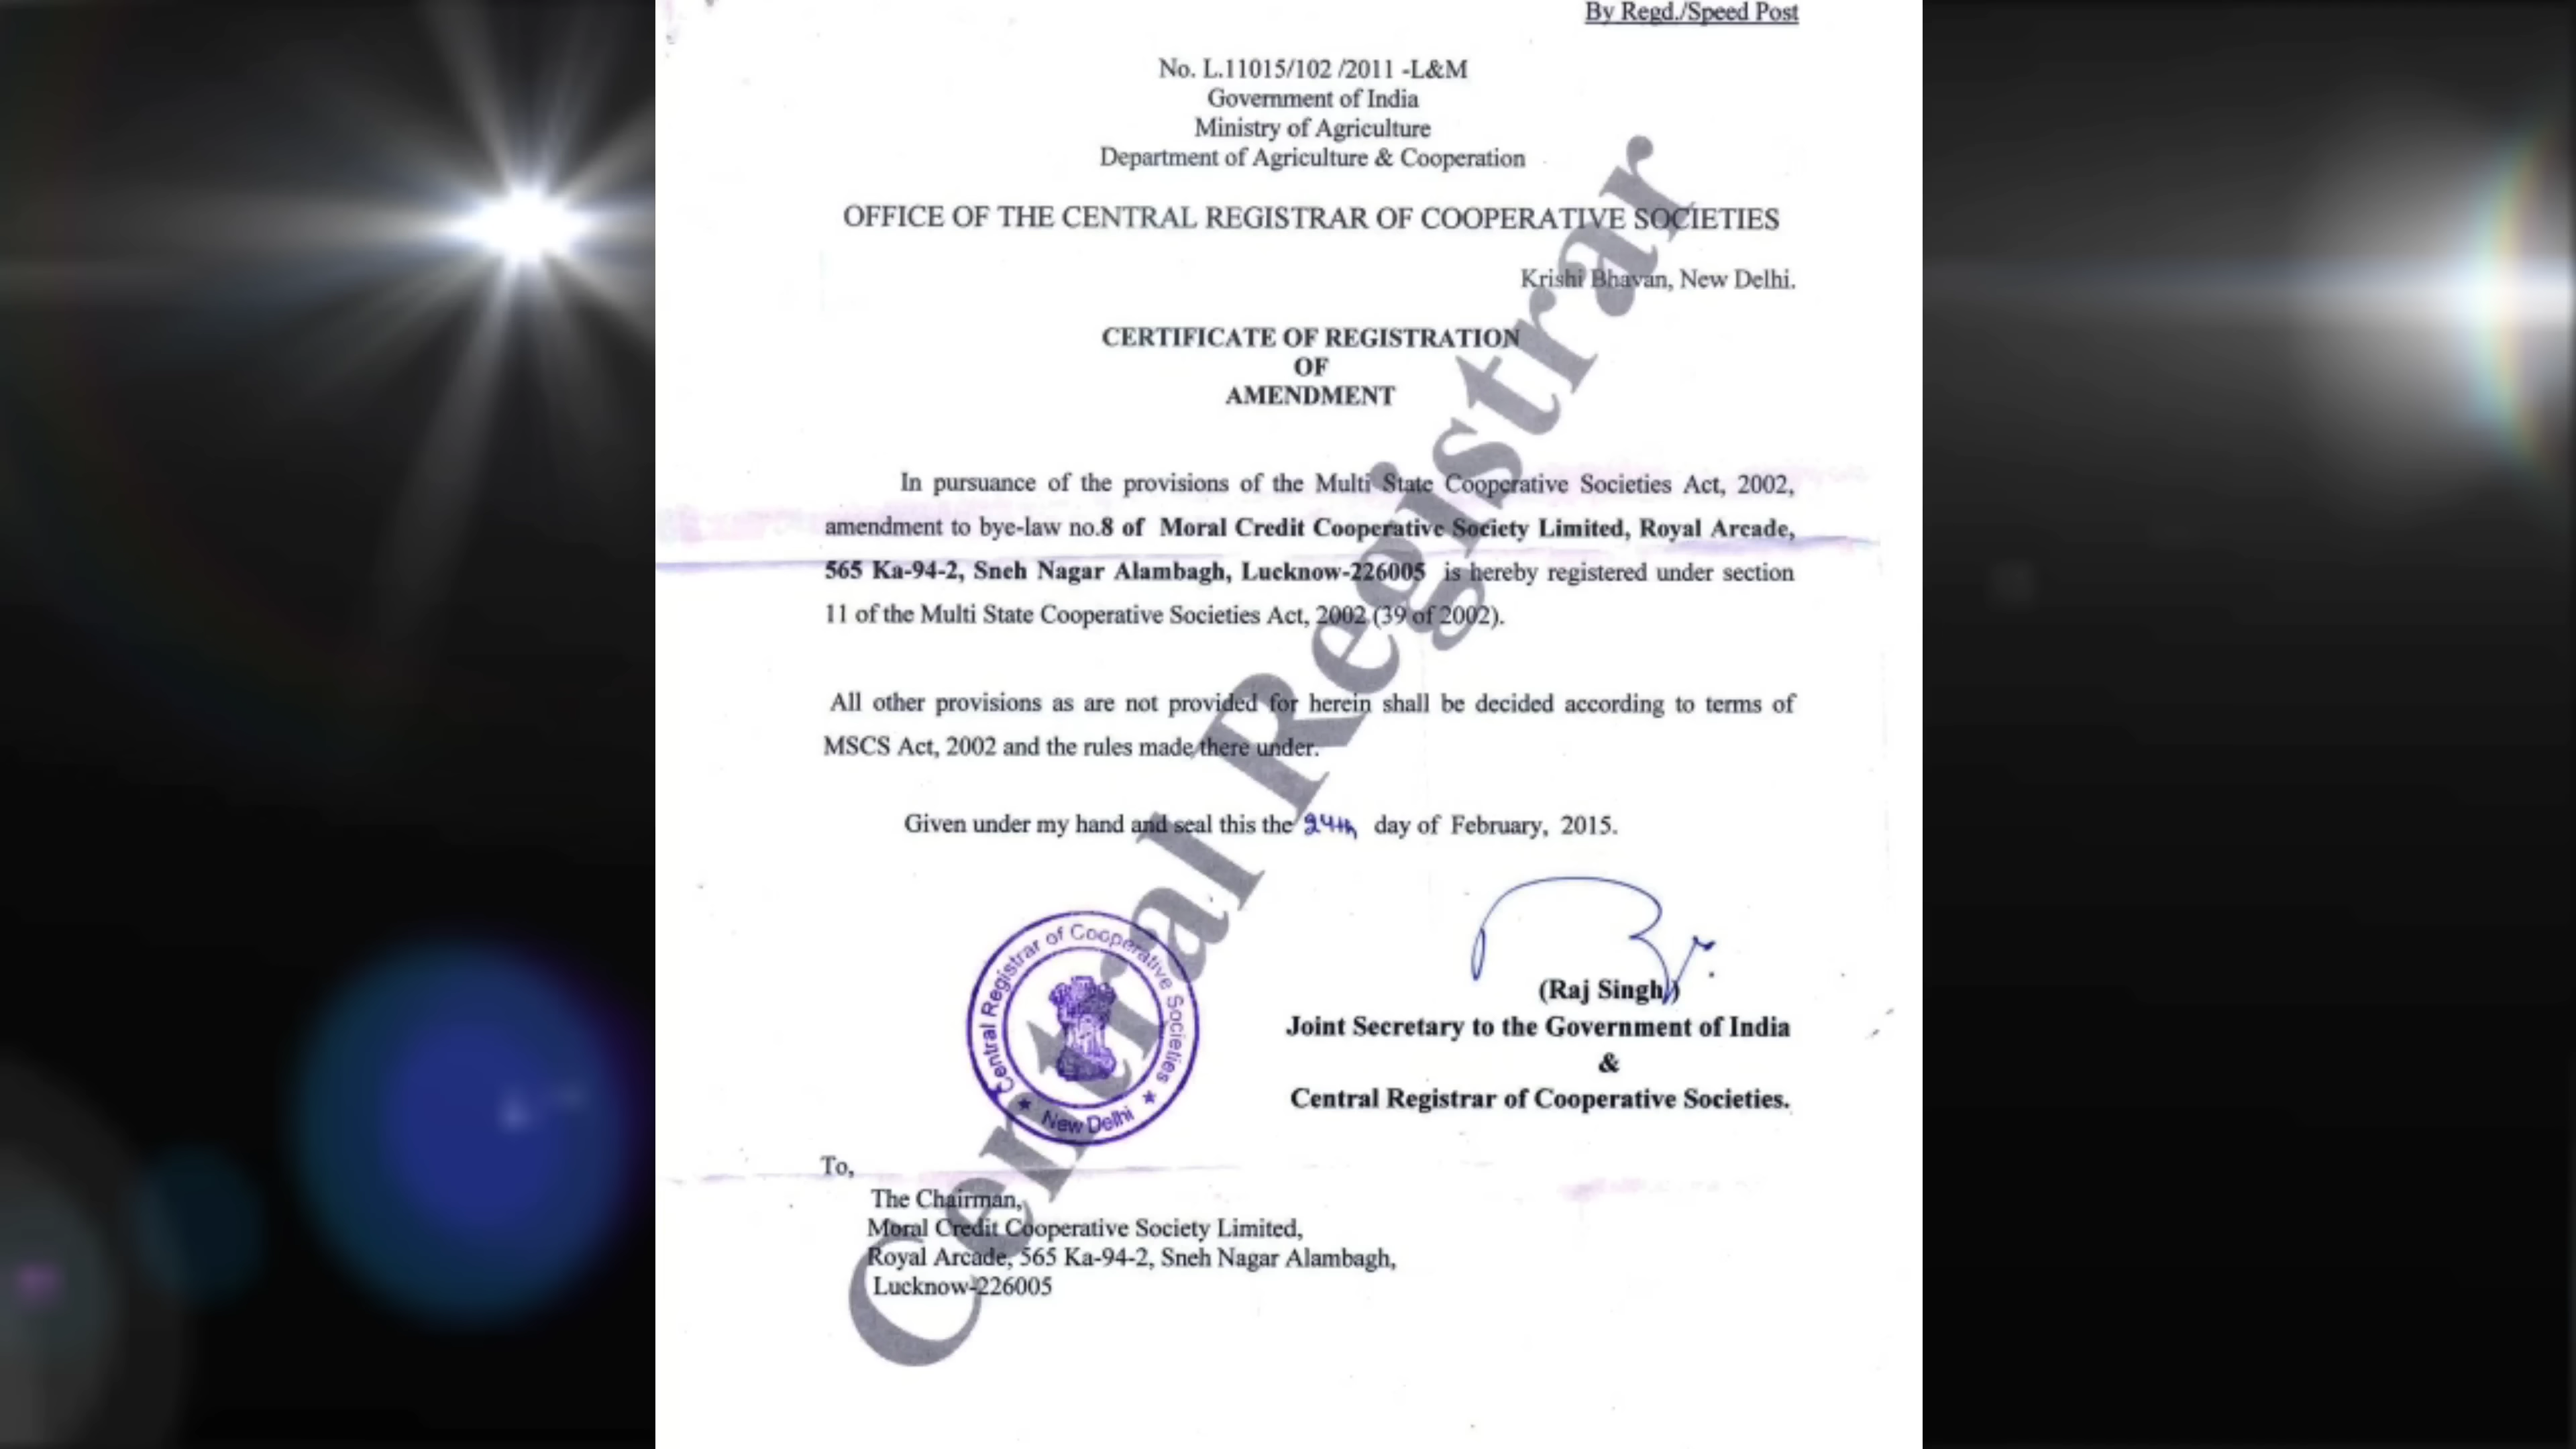 By Regd./Speed Post
No. L.11015/102 /2011 -L&M
Government of India
Ministry of Agriculture
Department of Agriculture & Cooperation
OFFICE OF THE CENTRAL REGISTRAR OF COOPERATIVE SOCIETIES
Krishi Bhavan, New Delhi.
CERTIFICATE OF REGISTRATION
OF
AMENDMENT
In pursuance of the provisions of the Multi State Cooperative Societies Act, 2002,
amendment to bye-law no.8 of Moral Credit Cooperative Society Limited, Royal Arcade,
565 Ka-94-2, Sneh Nagar Alambagh, Lucknow-226005 is hereby registered under section
11 of the Multi State Cooperative Societies Act, 2002 (39 of 2002).
All other provisions as are not provided for herein shall be decided according to terms of
MSCS Act, 2002 and the rules made there under.
Given under my hand and seal this the 24th day of February, 2015.
Central Registrar of Cooperative Societies
New Delhi
(Raj Singh)
Joint Secretary to the Government of India
&
Central Registrar of Cooperative Societies.
To,
The Chairman,
Moral Credit Cooperative Society Limited,
Royal Arcade, 565 Ka-94-2, Sneh Nagar Alambagh,
Lucknow-226005
Central Registrar